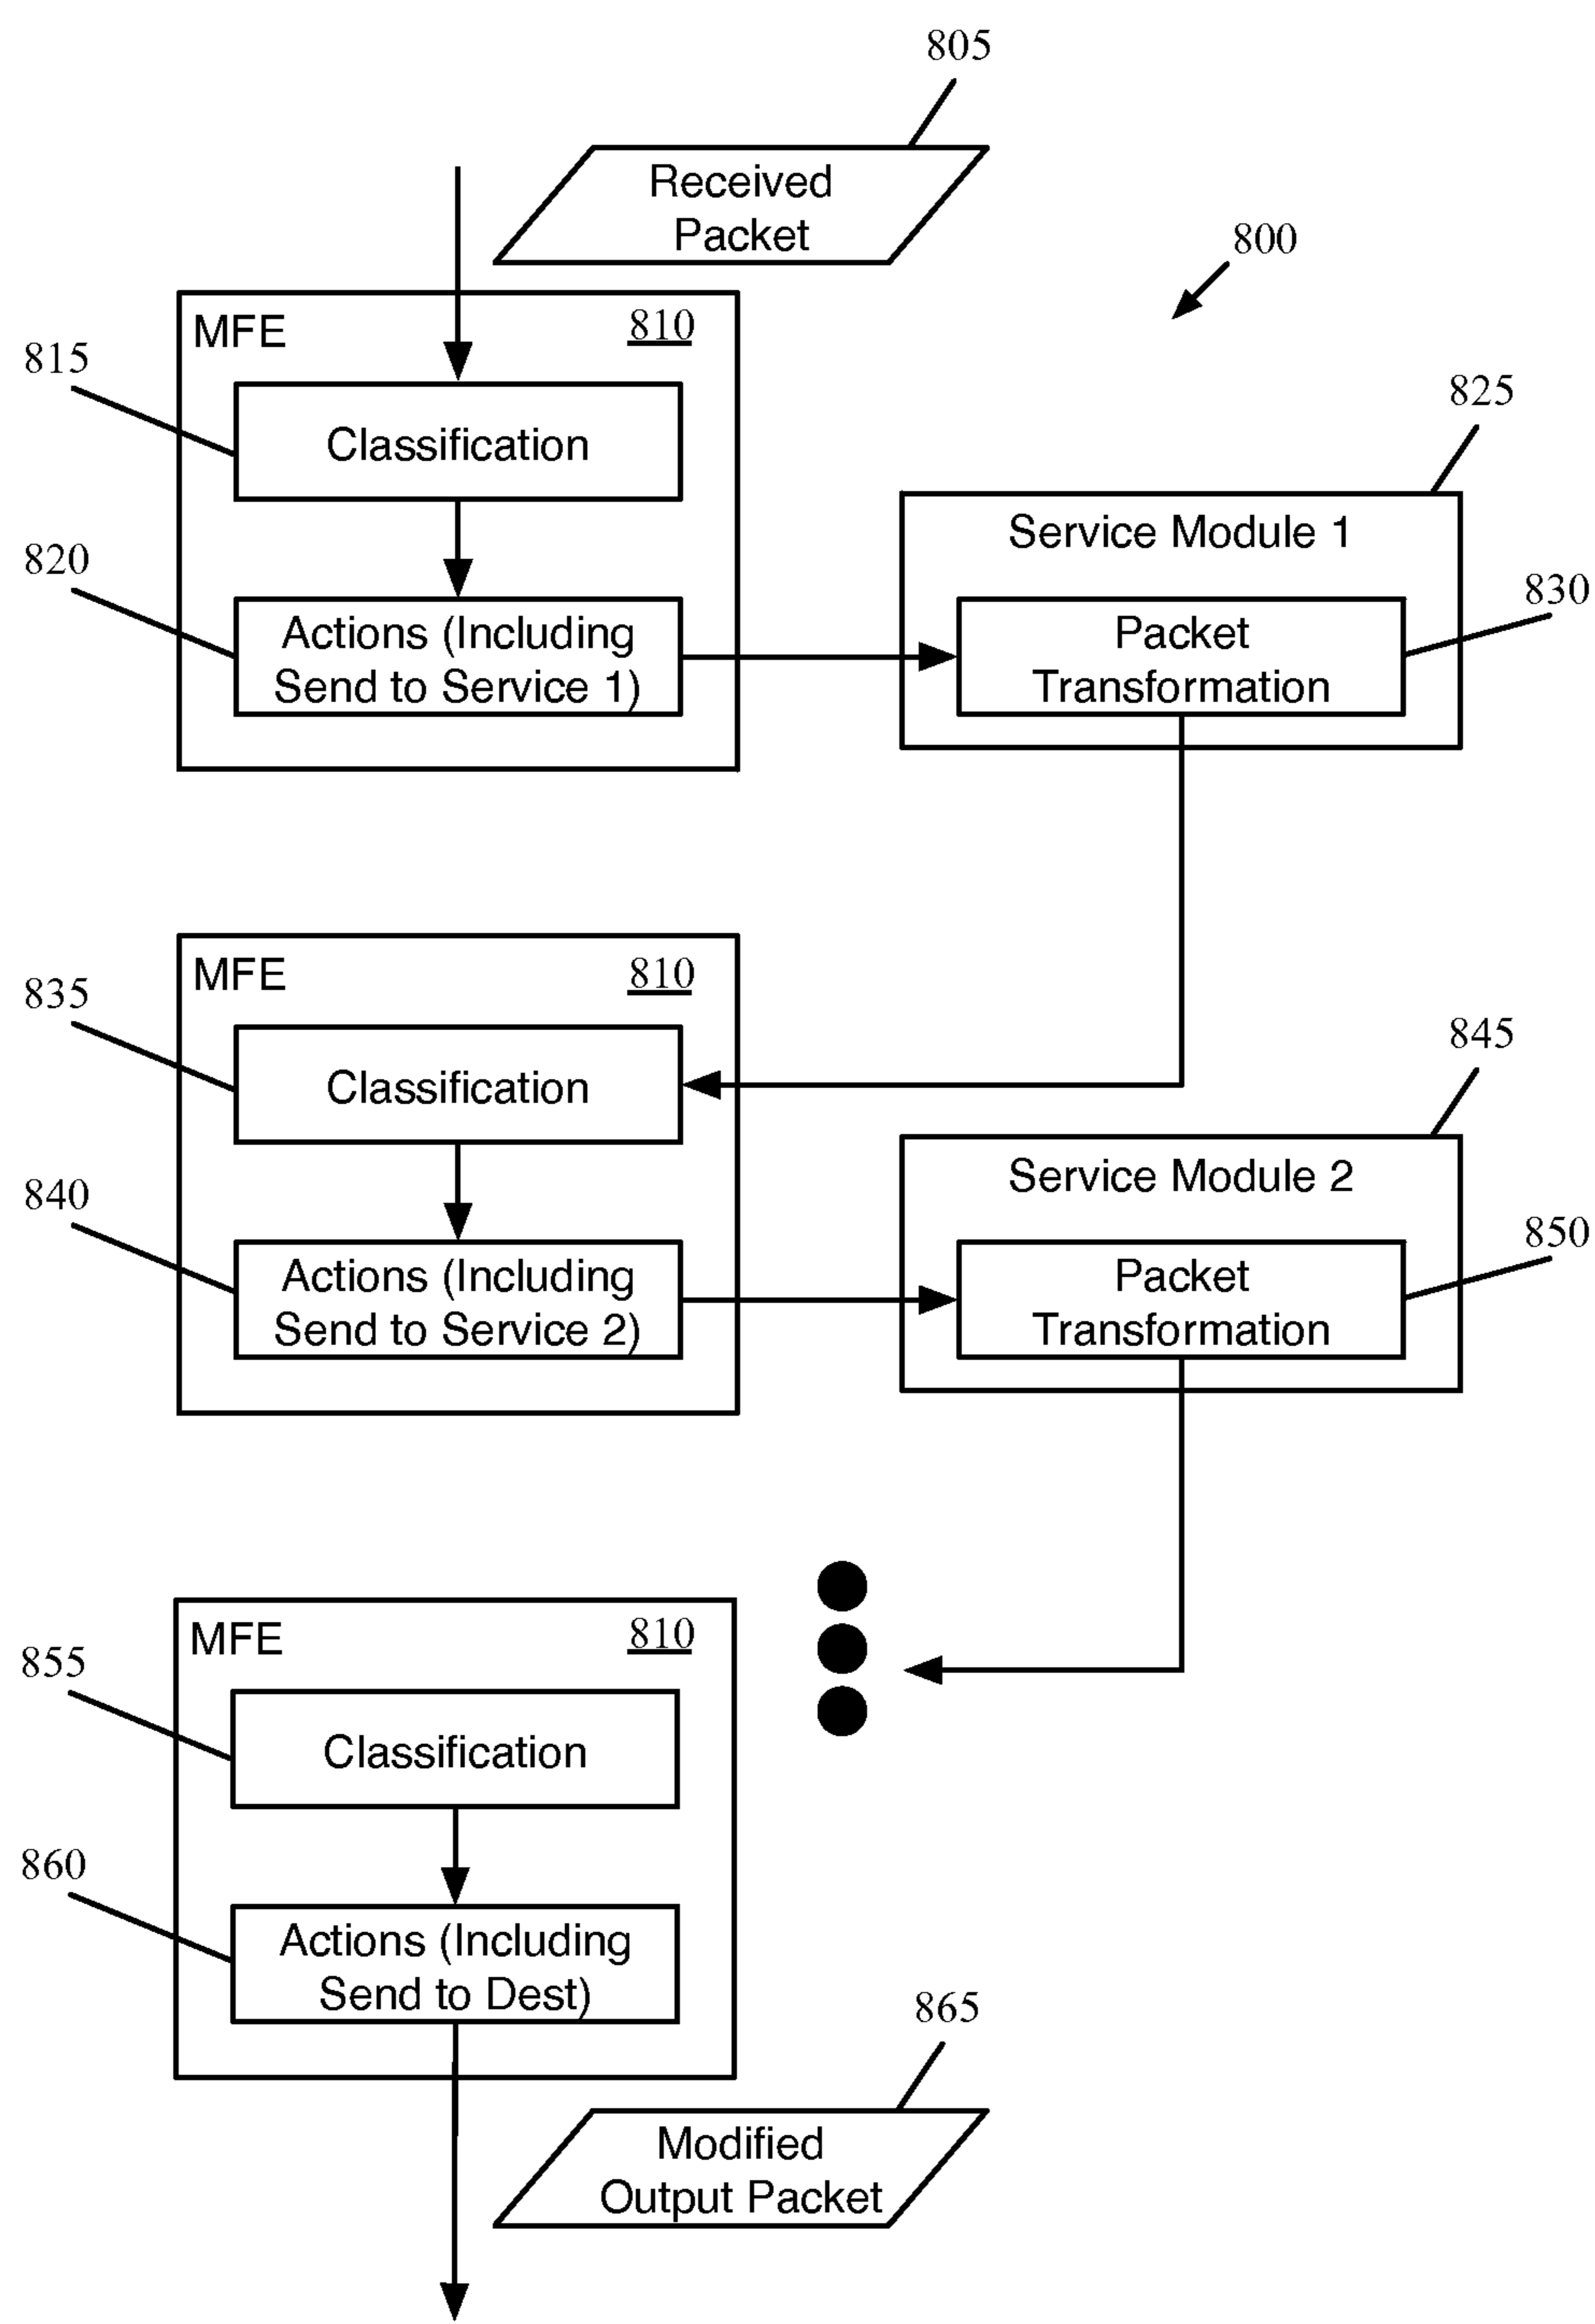 805
Received
Packet
800
MFE 810
815
Classification
825
Service Module 1
820
Actions (Including
Send to Service 1)
830
Packet
Transformation
MFE 810
835
Classification
845
Service Module 2
840
Actions (Including
Send to Service 2)
850
Packet
Transformation
MFE 810
855
Classification
860
Actions (Including
Send to Dest)
865
Modified
Output Packet